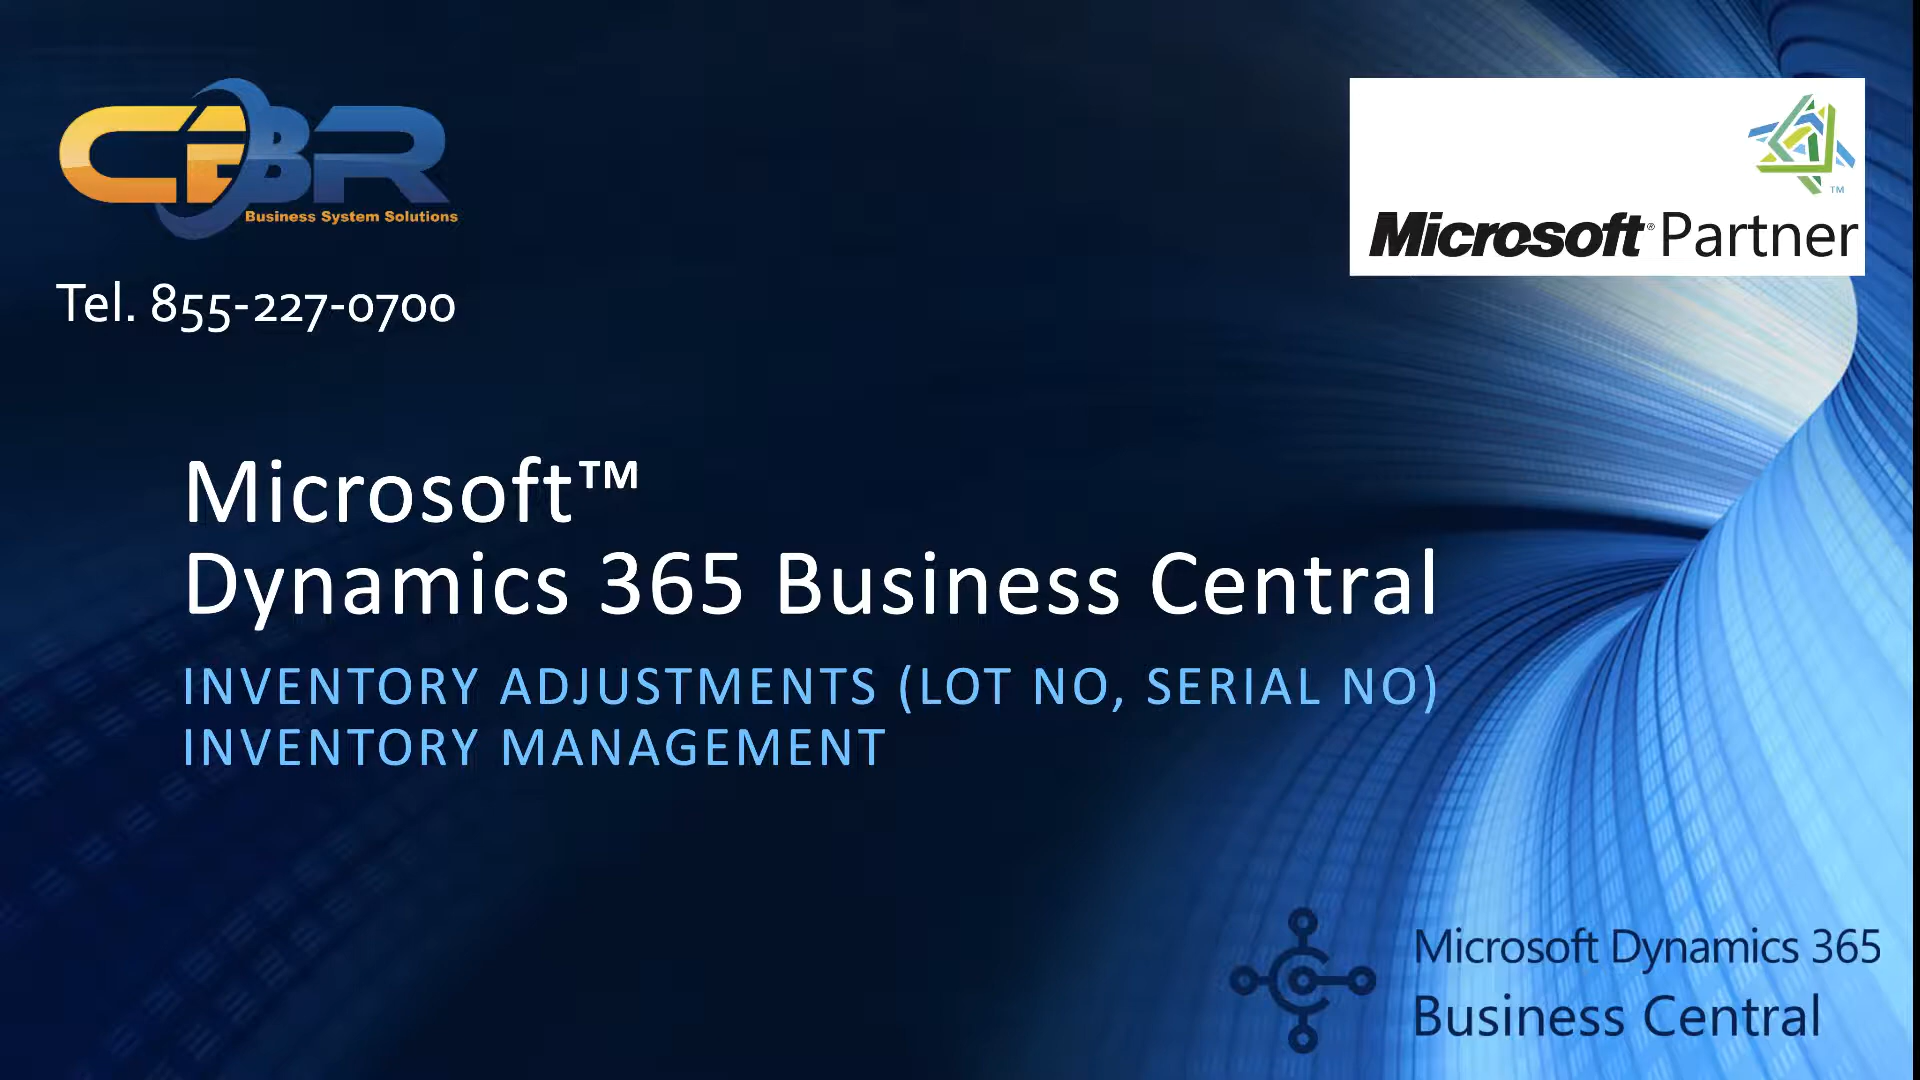 CEBR
Business System Solutions
Tel. 855-227-0700
™
Microsoft® Partner
Microsoft™
Dynamics 365 Business Central
INVENTORY ADJUSTMENTS (LOT NO, SERIAL NO)
INVENTORY MANAGEMENT
Microsoft Dynamics 365
Business Central